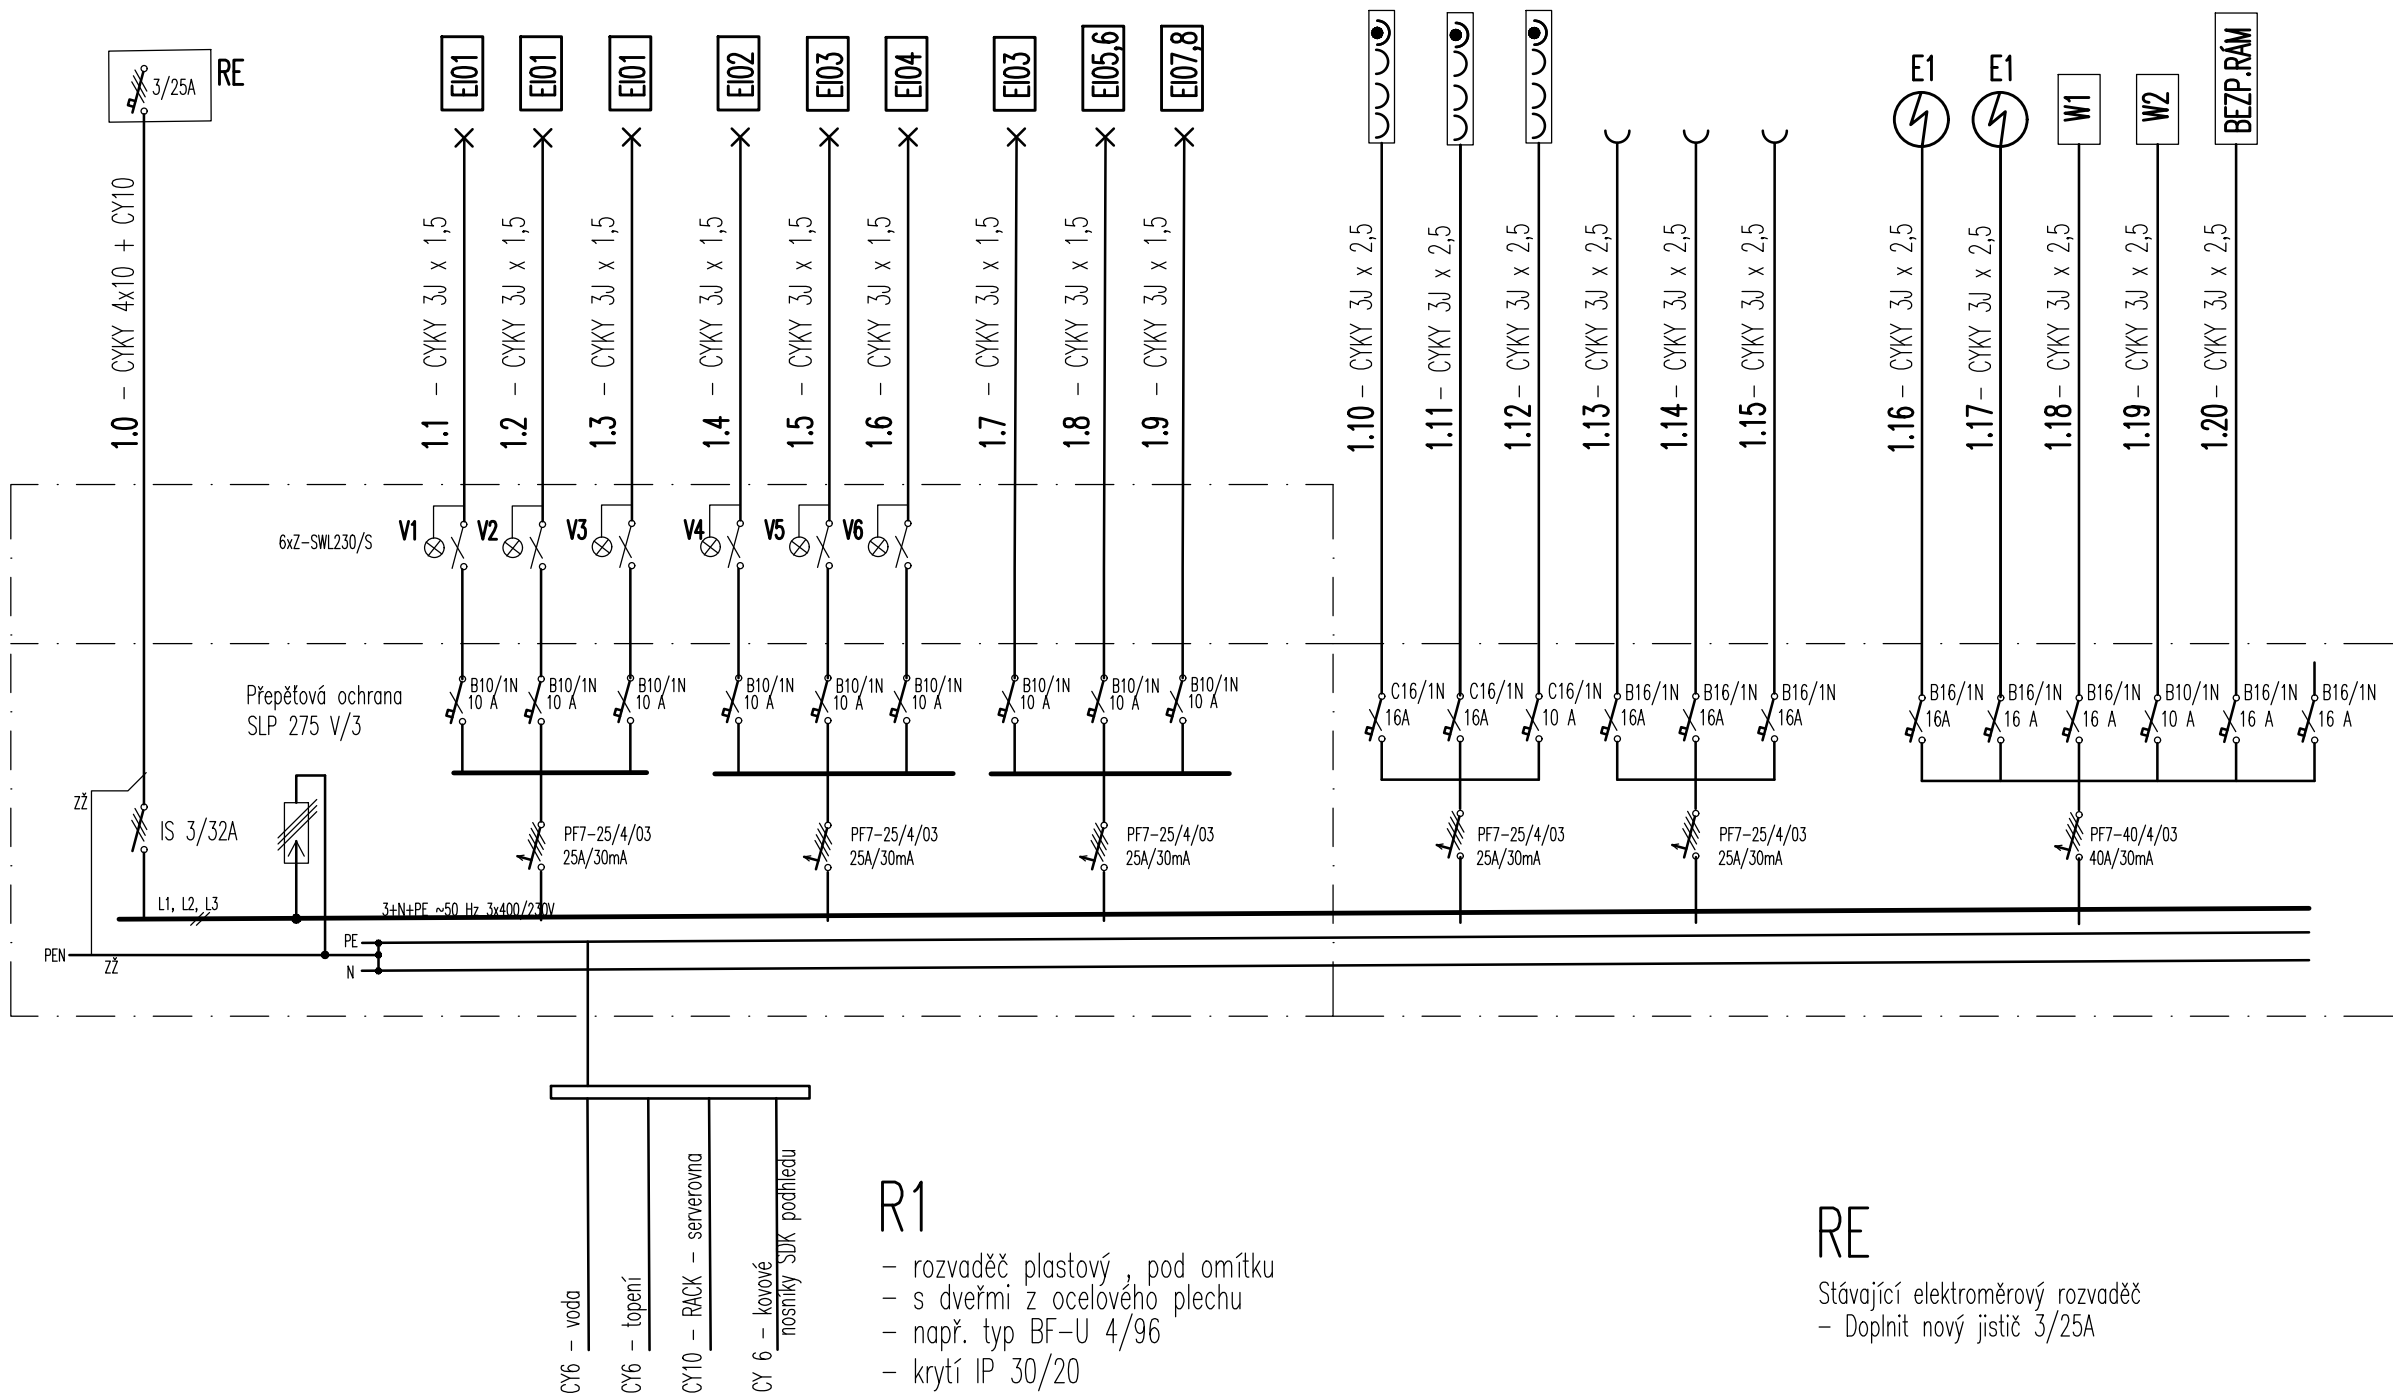 RE
3/25A
EI01
EI01
EI01
EI02
EI03
EI04
EI03
EI05,6
EI07,8
E1
E1
W1
W2
BEZP.RÁM
1.0 – CYKY 4x10 + CY10
1.1 – CYKY 3J x 1,5
1.2 – CYKY 3J x 1,5
1.3 – CYKY 3J x 1,5
1.4 – CYKY 3J x 1,5
1.5 – CYKY 3J x 1,5
1.6 – CYKY 3J x 1,5
1.7 – CYKY 3J x 1,5
1.8 – CYKY 3J x 1,5
1.9 – CYKY 3J x 1,5
1.10 – CYKY 3J x 2,5
1.11 – CYKY 3J x 2,5
1.12 – CYKY 3J x 2,5
1.13 – CYKY 3J x 2,5
1.14 – CYKY 3J x 2,5
1.15 – CYKY 3J x 2,5
1.16 – CYKY 3J x 2,5
1.17 – CYKY 3J x 2,5
1.18 – CYKY 3J x 2,5
1.19 – CYKY 3J x 2,5
1.20 – CYKY 3J x 2,5
6xZ–SWL230/S
V1
V2
V3
V4
V5
V6
Přepěťová ochrana
SLP 275 V/3
B10/1N
10 A
B10/1N
10 A
B10/1N
10 A
B10/1N
10 A
B10/1N
10 A
B10/1N
10 A
B10/1N
10 A
B10/1N
10 A
B10/1N
10 A
C16/1N
16A
C16/1N
16A
C16/1N
10 A
B16/1N
16A
B16/1N
16A
B16/1N
16A
B16/1N
16A
B16/1N
16 A
B16/1N
16 A
B10/1N
10 A
B16/1N
16 A
B16/1N
16 A
ZŽ
IS 3/32A
PF7–25/4/03
25A/30mA
PF7–25/4/03
25A/30mA
PF7–25/4/03
25A/30mA
PF7–25/4/03
25A/30mA
PF7–25/4/03
25A/30mA
PF7–40/4/03
40A/30mA
L1, L2, L3
3+N+PE ~50 Hz 3x400/230V
PE
PEN
ZŽ
N
CY6 – voda
CY6 – topení
CY10 – RACK – serverovna
CY 6 – kovové
nosníky SDK podhledu
R1
– rozvaděč plastový , pod omítku
– s dveřmi z ocelového plechu
– např. typ BF–U 4/96
– krytí IP 30/20
RE
Stávající elektroměrový rozvaděč
– Doplnit nový jistič 3/25A